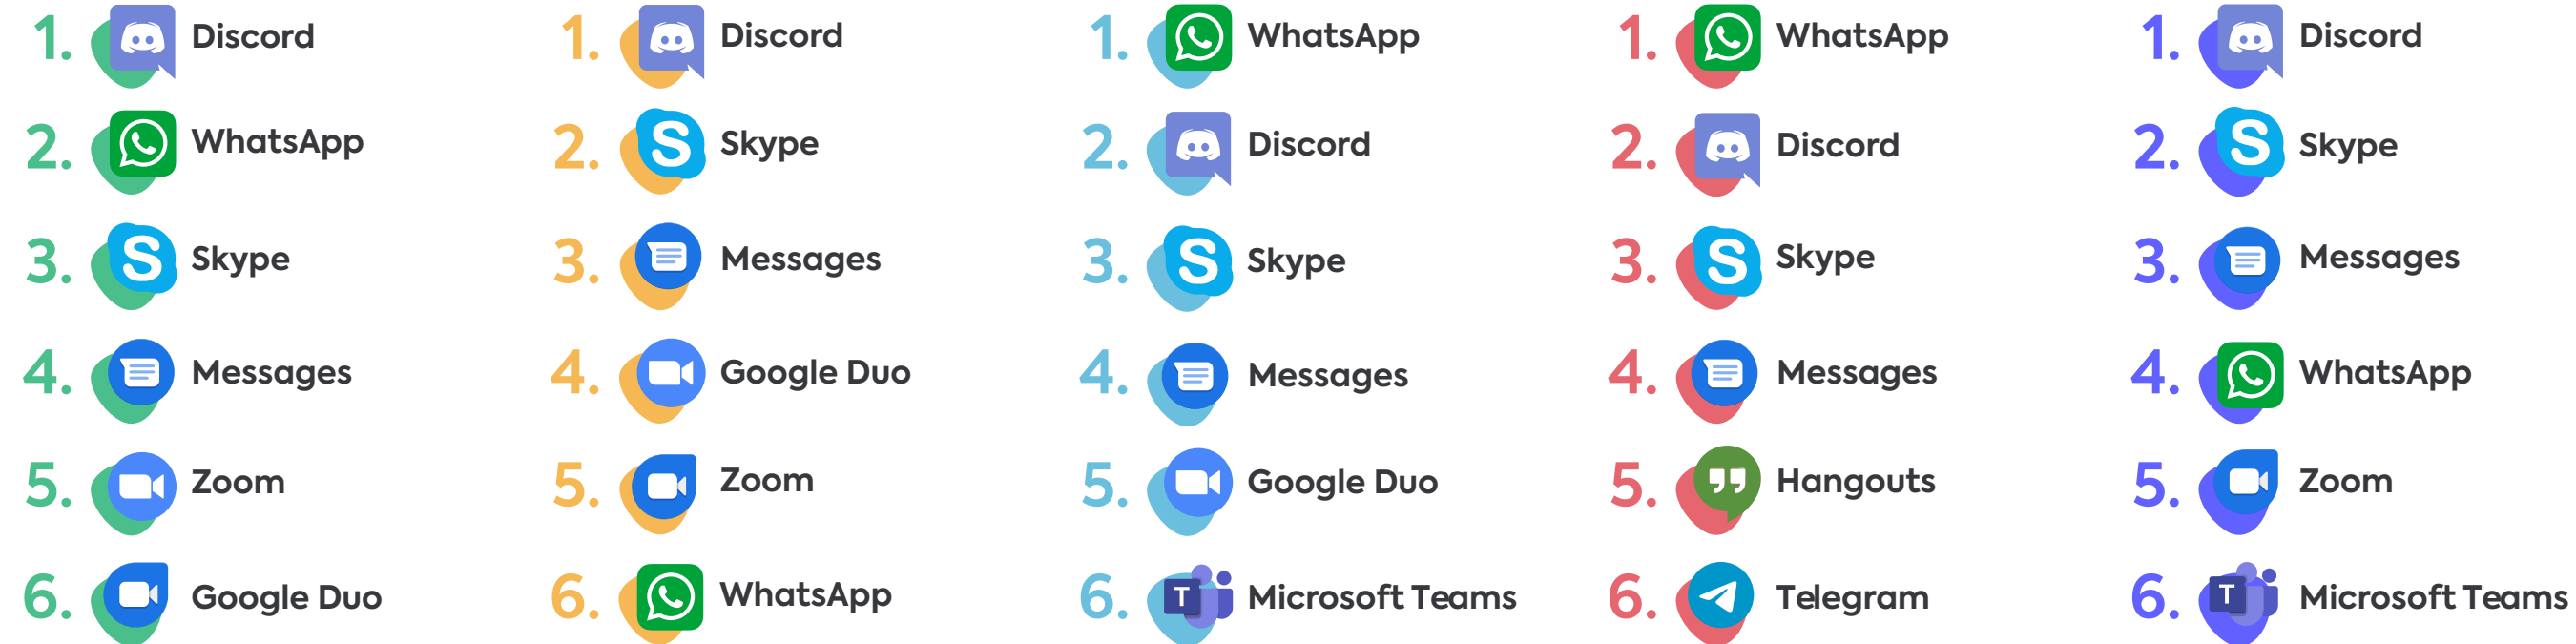 1. Discord
2. WhatsApp
3. Skype
4. Messages
5. Zoom
6. Google Duo
1. Discord
2. Skype
3. Messages
4. Google Duo
5. Zoom
6. WhatsApp
1. WhatsApp
2. Discord
3. Skype
4. Messages
5. Google Duo
6. T Microsoft Teams
1. WhatsApp
2. Discord
3. Skype
4. Messages
5. Hangouts
6. Telegram
1. Discord
2. Skype
3. Messages
4. WhatsApp
5. Zoom
6. T Microsoft Teams